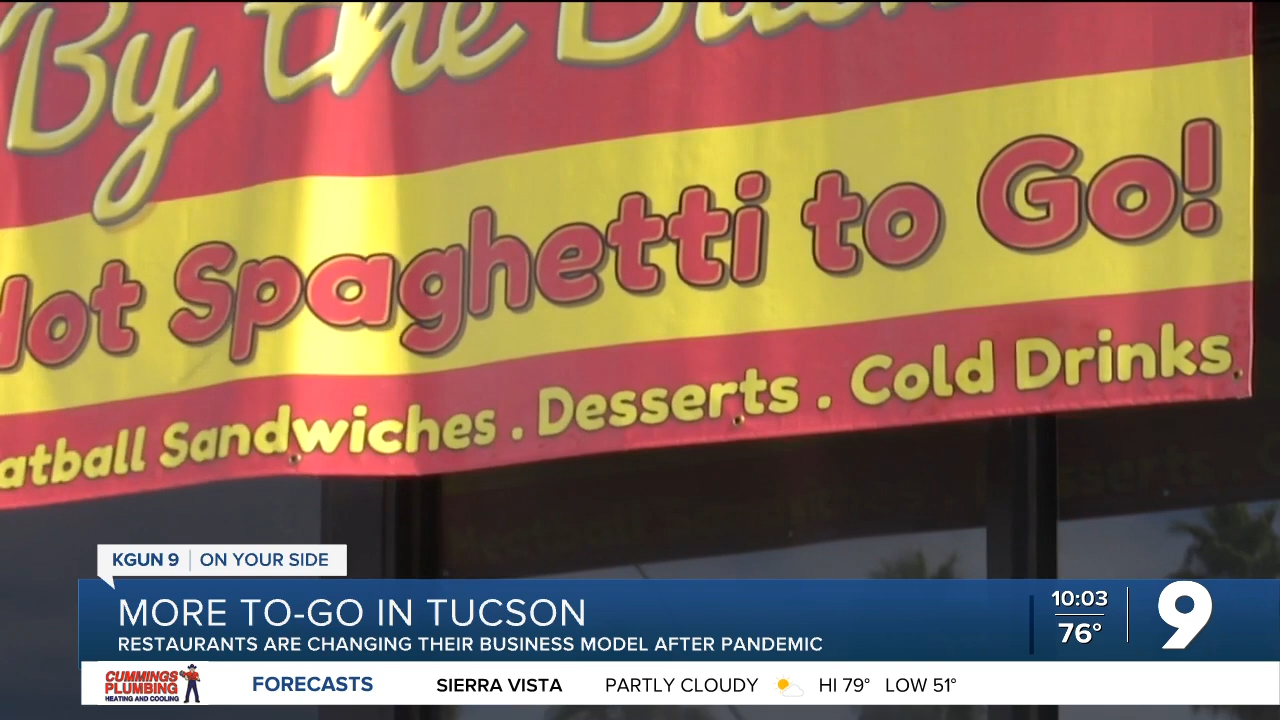 By the
Hot Spaghetti to Go!
Sandwiches . Desserts . Cold Drinks
KGUN 9 | ON YOUR SIDE
MORE TO-GO IN TUCSON
RESTAURANTS ARE CHANGING THEIR BUSINESS MODEL AFTER PANDEMIC
10:03
76°
9
CUMMINGS
PLUMBING
HEATING AND COOLING
FORECASTS SIERRA VISTA PARTLY CLOUDY HI 79° LOW 51°